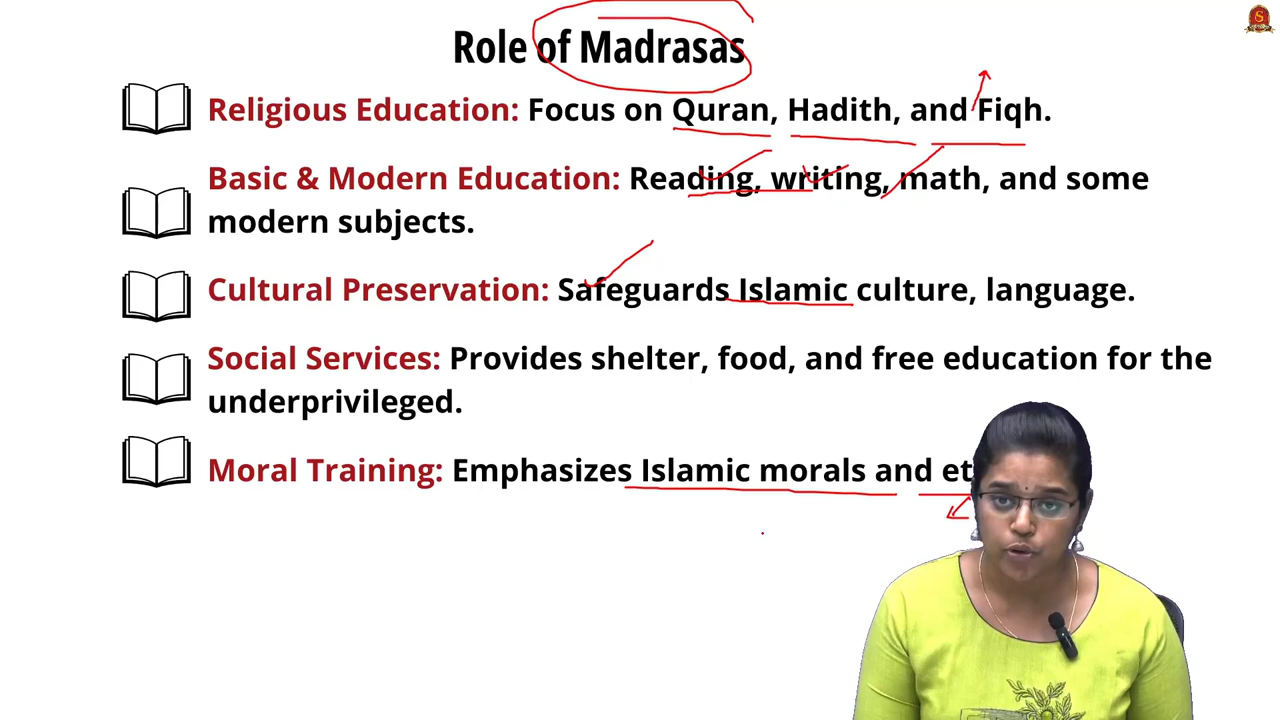 Role of Madrasas
Religious Education: Focus on Quran, Hadith, and Fiqh.
Basic & Modern Education: Reading, writing, math, and some
modern subjects.
Cultural Preservation: Safeguards Islamic culture, language.
Social Services: Provides shelter, food, and free education for the
underprivileged.
Moral Training: Emphasizes Islamic morals and